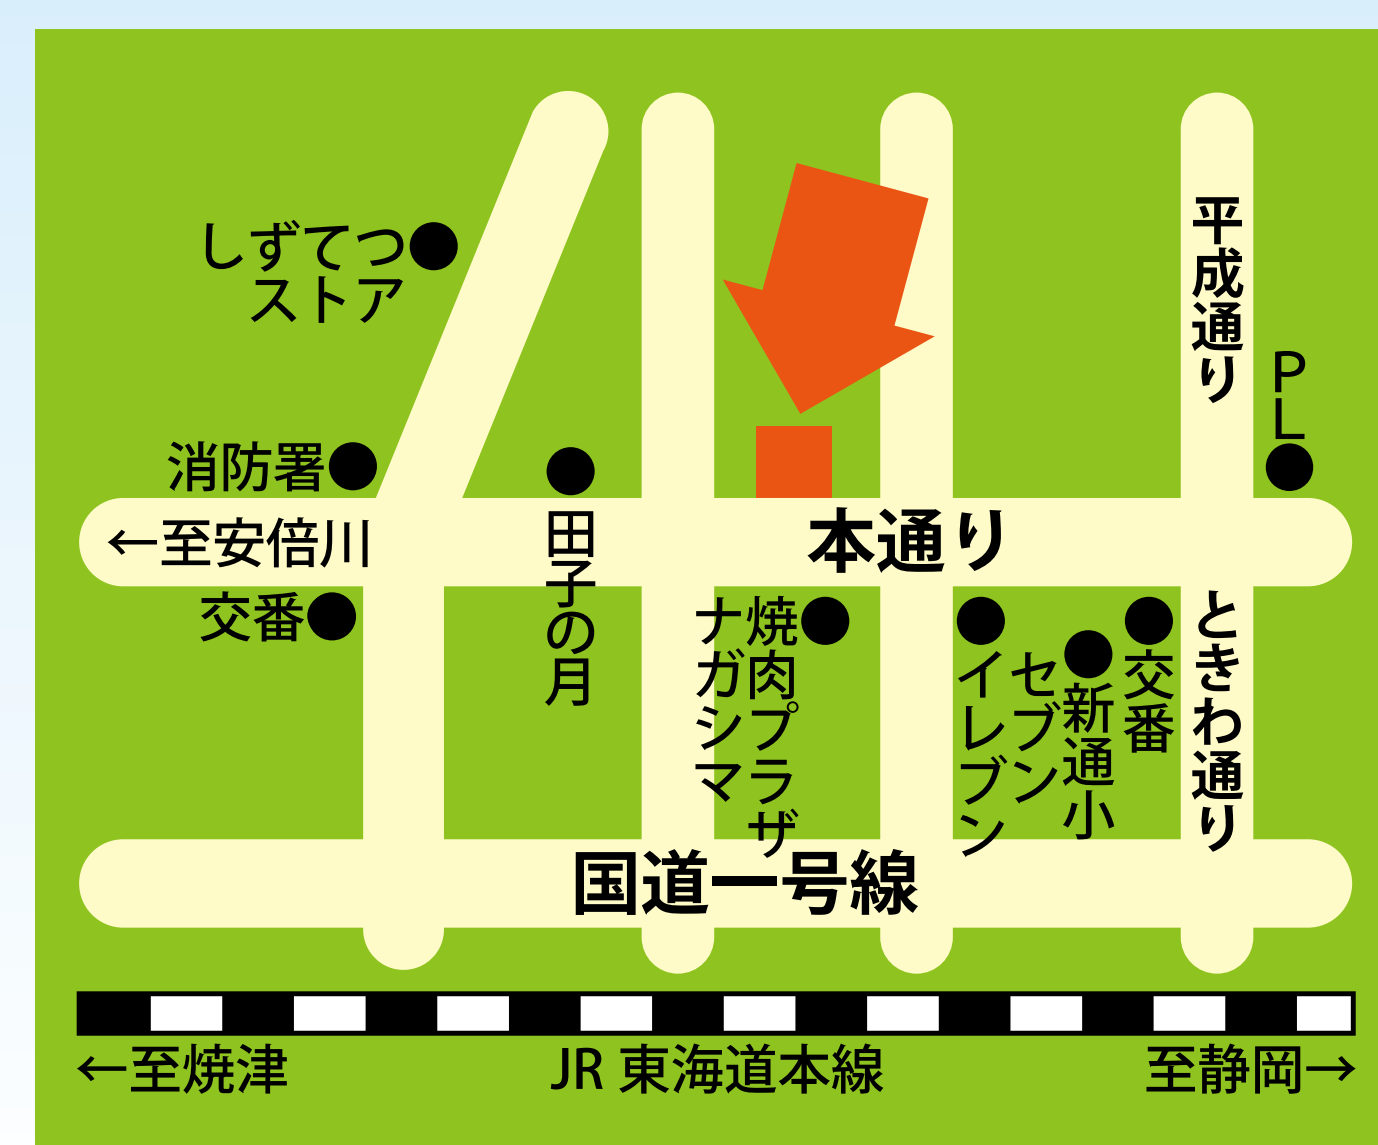 しずてつ
ストア
平成通り
PL
消防署
←至安倍川
本通り
交番
田子の月
焼肉プラザ
ナガシマ
セブン
イレブン
新通小
交番
ときわ通り
国道一号線
←至焼津
JR 東海道本線
至静岡→